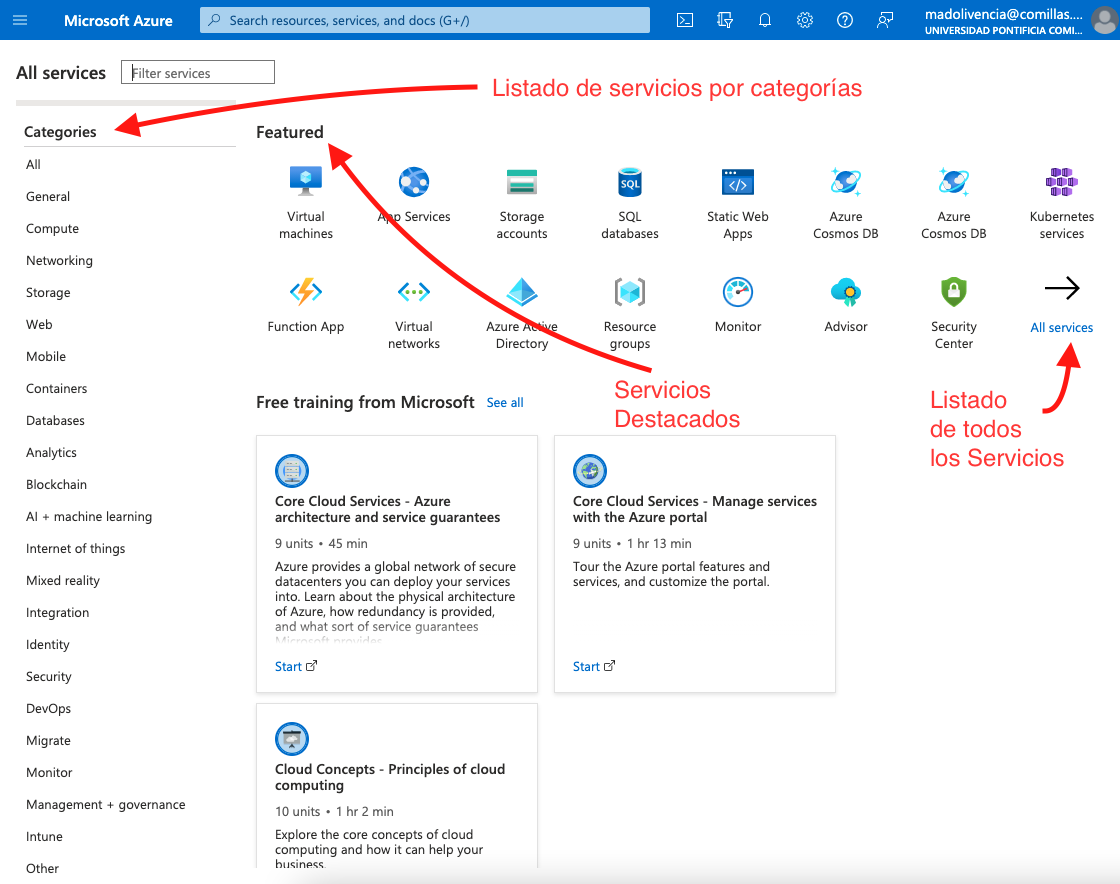 Microsoft Azure
Search resources, services, and docs (G+/)
madolivencia@comillas....
UNIVERSIDAD PONTIFICIA COMI...
All services
Filter services
Listado de servicios por categorías
Categories
All
General
Compute
Networking
Storage
Web
Mobile
Containers
Databases
Analytics
Blockchain
AI + machine learning
Internet of things
Mixed reality
Integration
Identity
Security
DevOps
Migrate
Monitor
Management + governance
Intune
Other
Featured
Virtual
machines
App Services
Storage
accounts
SQL
SQL
databases
Static Web
Apps
Azure
Cosmos DB
Azure
Cosmos DB
Kubernetes
services
Function App
Virtual
networks
Azure Active
Directory
Resource
groups
Monitor
Advisor
Security
Center
All services
Servicios
Destacados
Listado
de todos
los Servicios
Free training from Microsoft
See all
Core Cloud Services - Azure
architecture and service guarantees
9 units • 45 min
Azure provides a global network of secure
datacenters you can deploy your services
into. Learn about the physical architecture
of Azure, how redundancy is provided,
and what sort of service guarantees
Microsoft provides.
Start
Core Cloud Services - Manage services
with the Azure portal
9 units • 1 hr 13 min
Tour the Azure portal features and
services, and customize the portal.
Start
Cloud Concepts - Principles of cloud
computing
10 units • 1 hr 2 min
Explore the core concepts of cloud
computing and how it can help your
business.